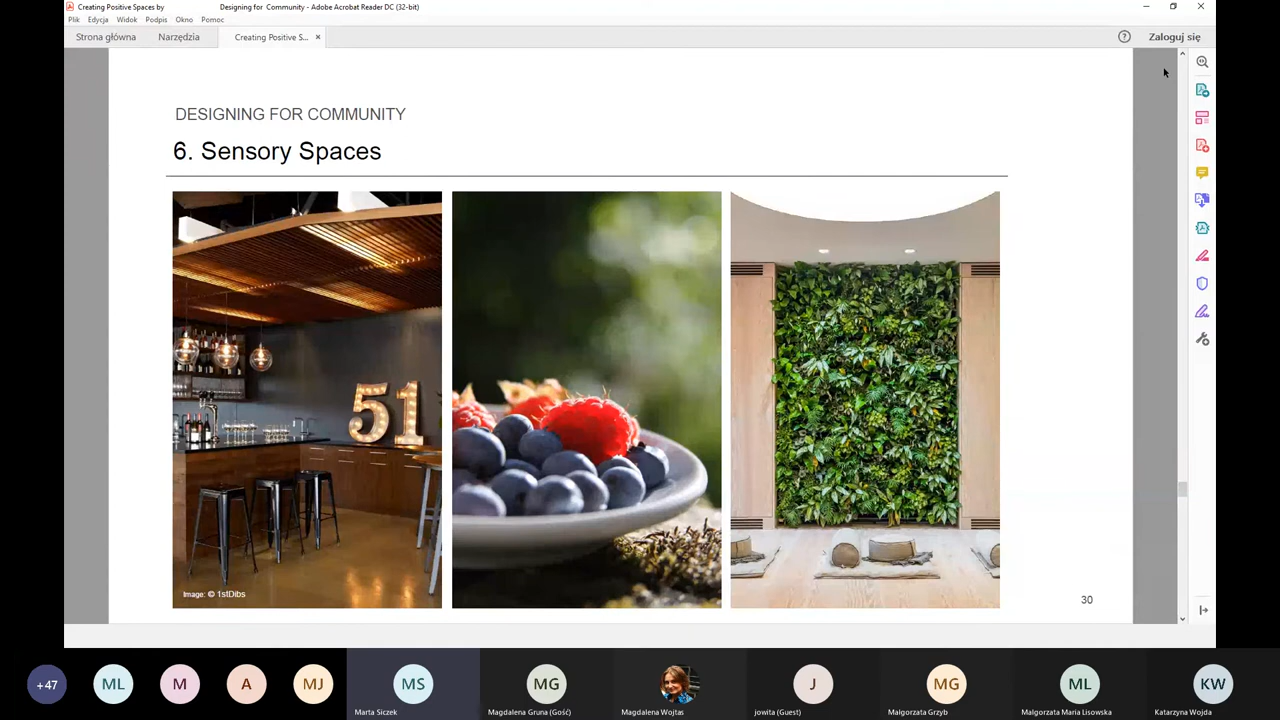 Creating Positive Spaces by Designing for Community - Adobe Acrobat Reader DC (32-bit)
Plik Edycja Widok Podpis Okno Pomoc
Strona główna Narzędzia Creating Positive S... × Zaloguj się
DESIGNING FOR COMMUNITY
6. Sensory Spaces
51
Image: © 1stDibs
30
+47 ML M A MJ MS MG J MG ML KW
Marta Siczek Magdalena Gruna (Gość) Magdalena Wojtas jowita (Guest) Malgorzata Grzyb Malgorzata Maria Lisowska Katarzyna Wojda